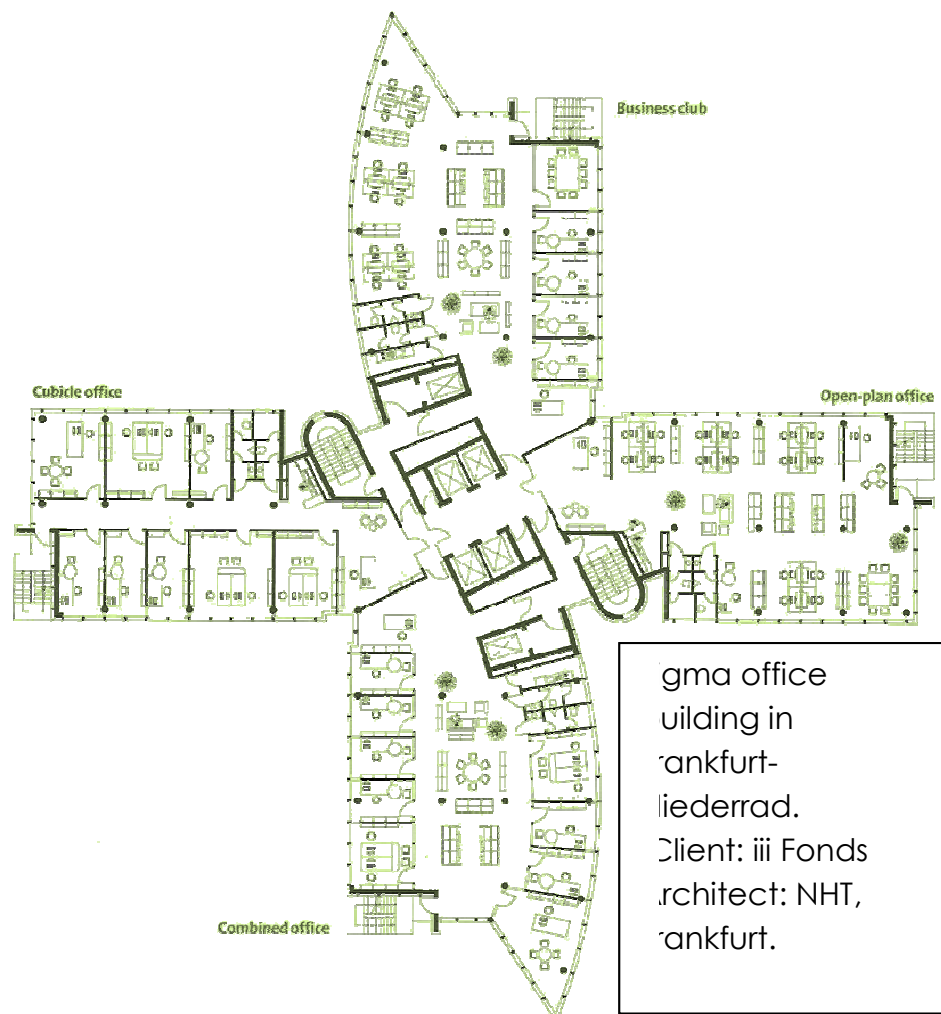 Business club
Cubicle office
Open-plan office
Combined office
gma office
uilding in
rankfurt-
liederrad.
Client: iii Fonds
rchitect: NHT,
rankfurt.